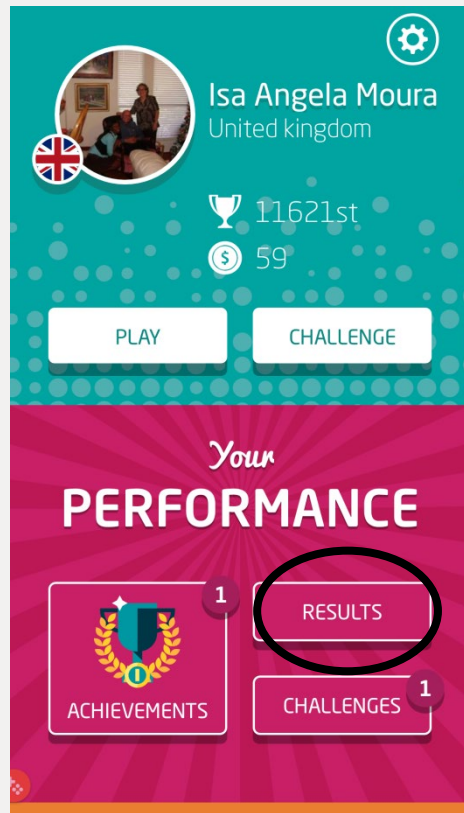 Isa Angela Moura
United kingdom
11621st
$ 59
PLAY
CHALLENGE
Your
PERFORMANCE
1
ACHIEVEMENTS
RESULTS
CHALLENGES
1